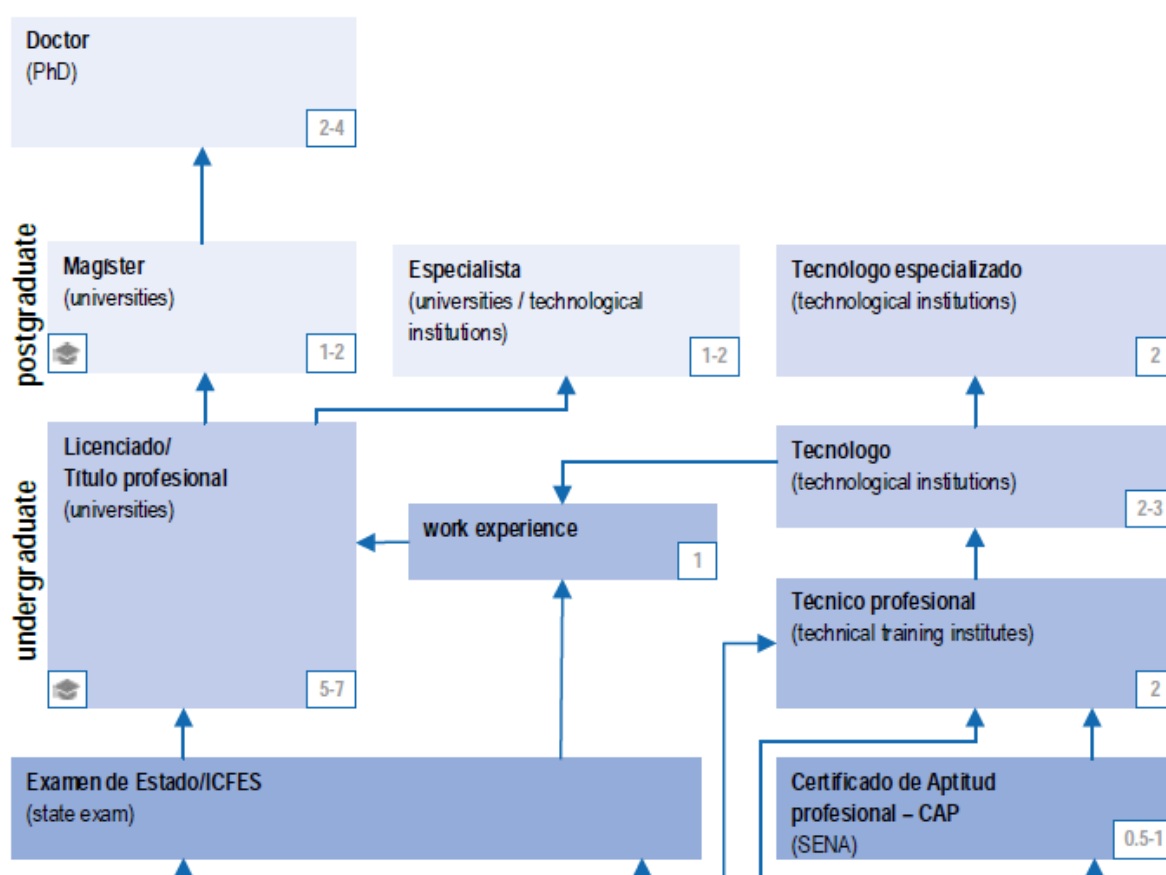 Doctor
(PhD)
2-4
postgraduate
Magíster
(universities)
1-2
Especialista
(universities / technological
institutions)
1-2
Tecnólogo especializado
(technological institutions)
2
undergraduate
Licenciado/
Título profesional
(universities)
5-7
work experience
1
Tecnólogo
(technological institutions)
2-3
Técnico profesional
(technical training institutes)
2
Examen de Estado/ICFES
(state exam)
Certificado de Aptitud
profesional – CAP
(SENA)
0.5-1